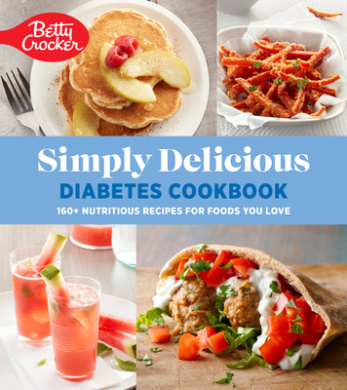 Betty
Crocker
Simply Delicious
DIABETES COOKBOOK
160+ NUTRITIOUS RECIPES FOR FOODS YOU LOVE